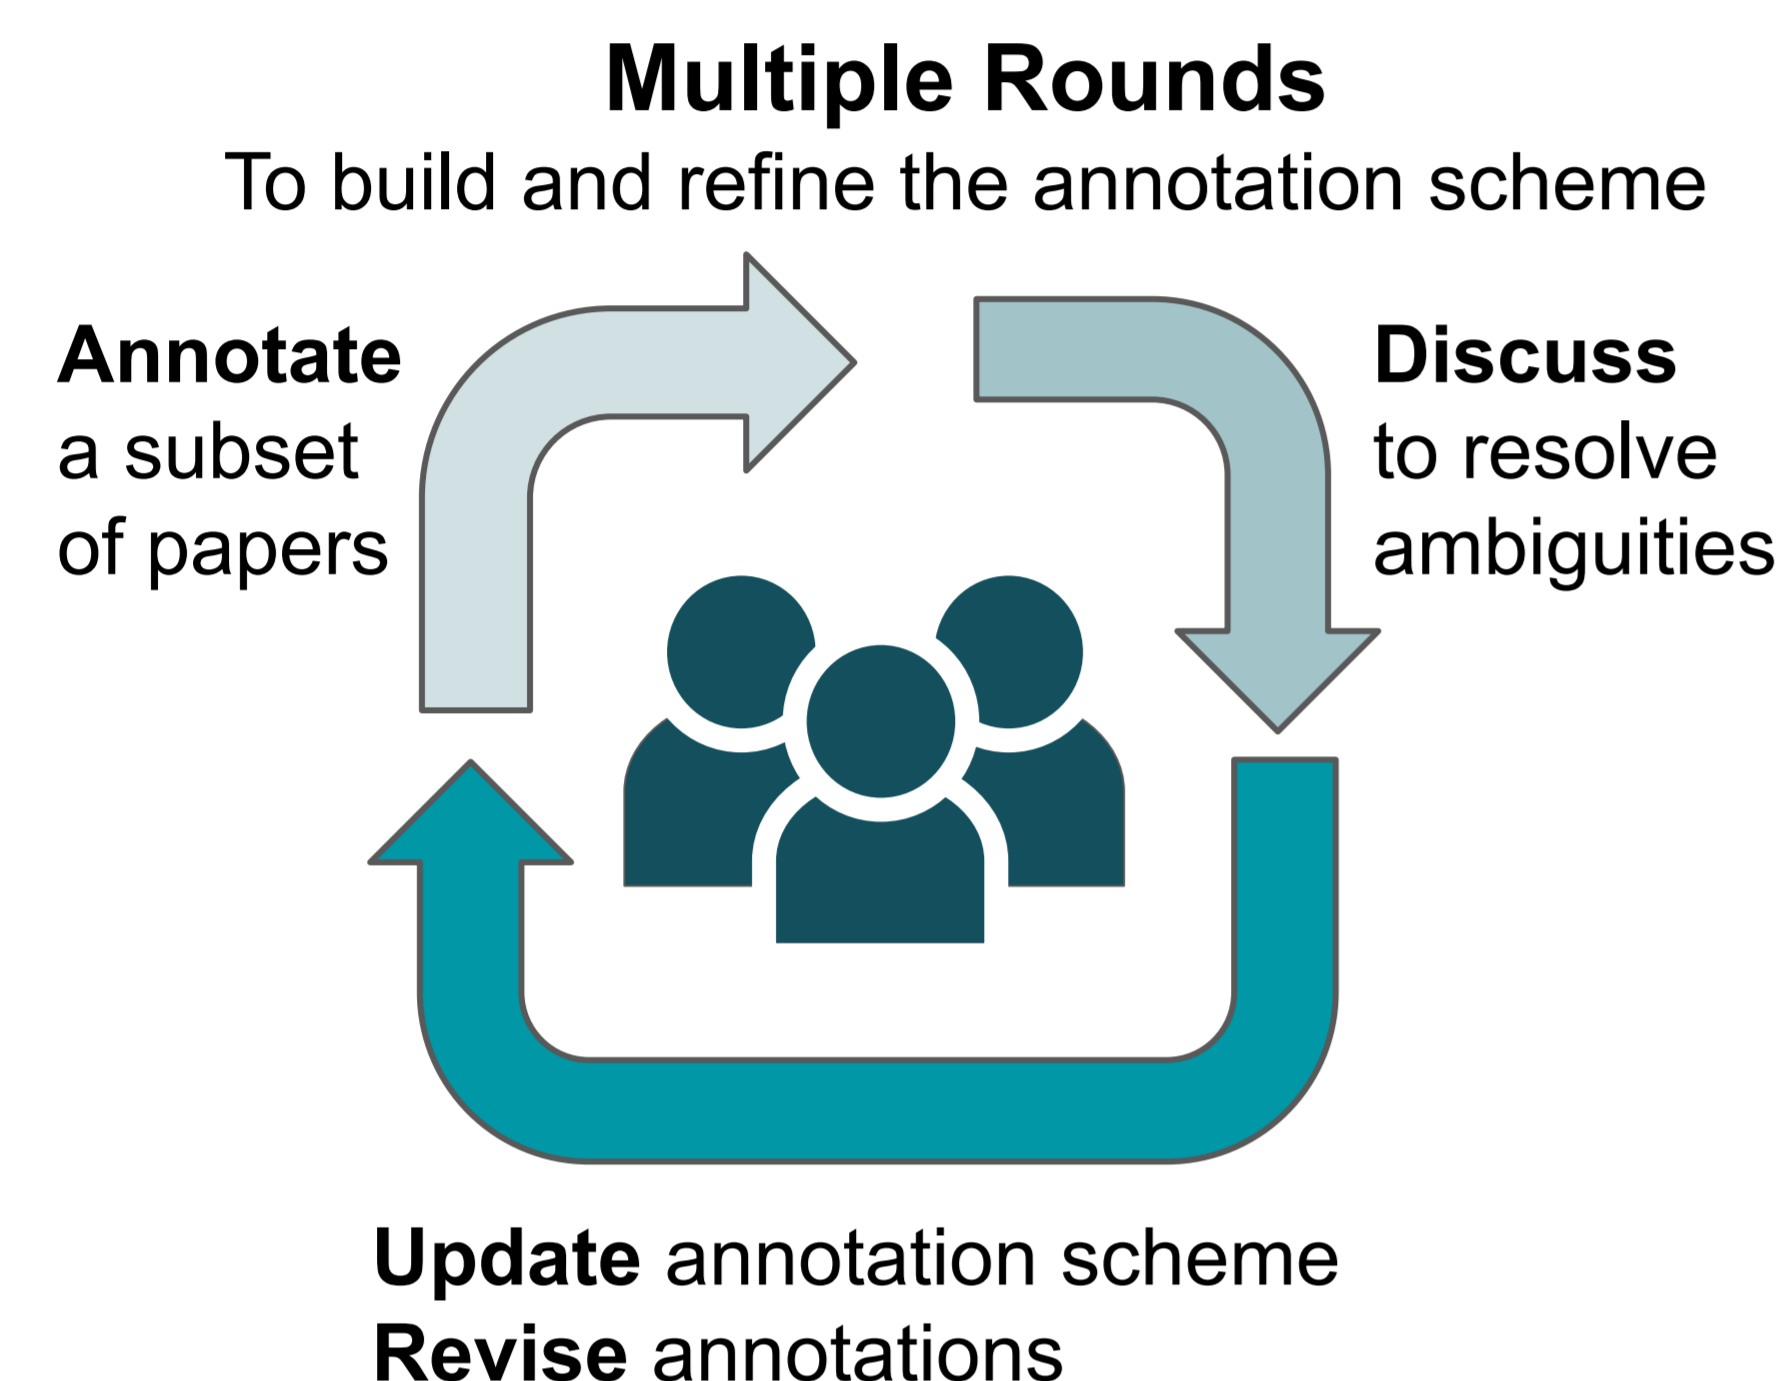 Multiple Rounds
To build and refine the annotation scheme
Annotate
a subset
of papers
Discuss
to resolve
ambiguities
Update annotation scheme
Revise annotations